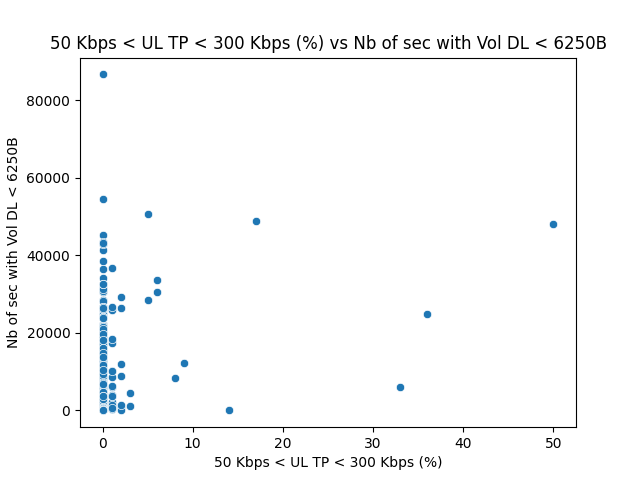 50 Kbps < UL TP < 300 Kbps (%) vs Nb of sec with Vol DL < 6250B
Nb of sec with Vol DL < 6250B
80000
60000
40000
20000
0
0 10 20 30 40 50
50 Kbps < UL TP < 300 Kbps (%)